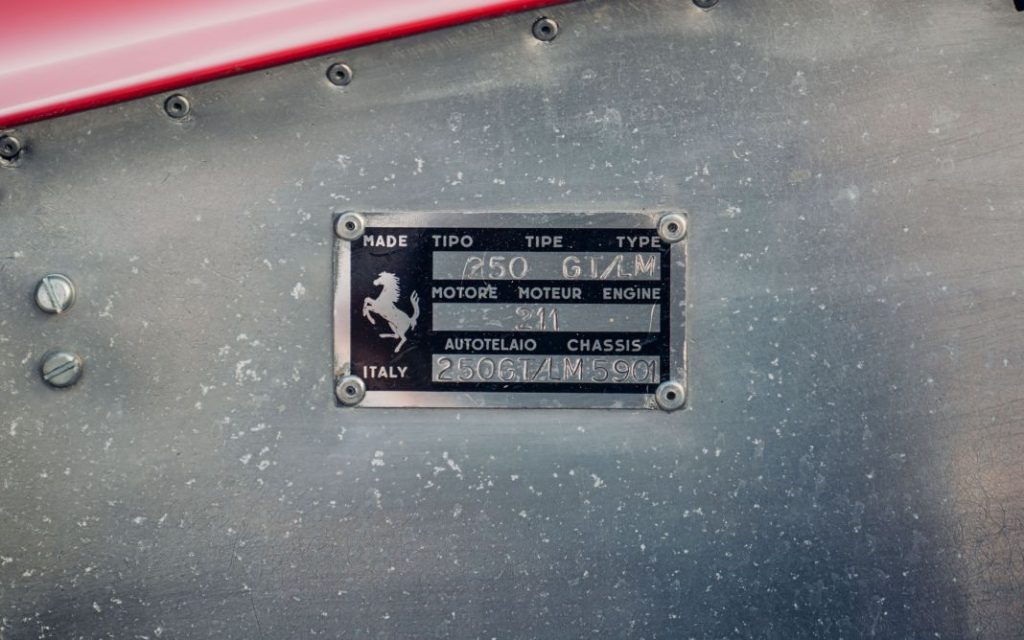 MADE TIPO TIPE TYPE
250 GT/LM
MOTORE MOTEUR ENGINE
211 /
AUTOTELAIO CHASSIS
ITALY 250GT/LM 5901